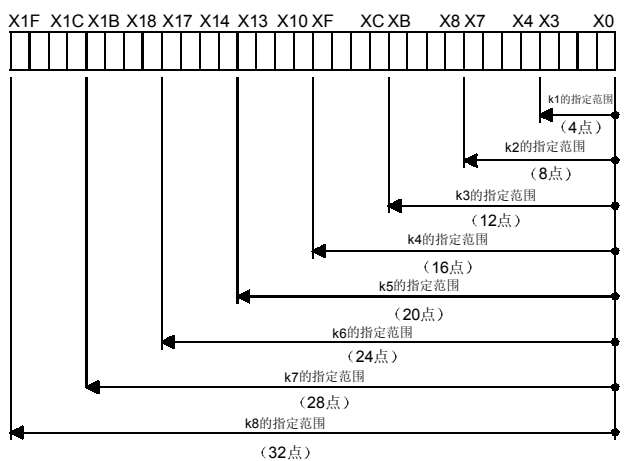 X1F X1C X1B X18 X17 X14 X13 X10 XF XC XB X8 X7 X4 X3 X0
k1的指定范围
（4点）
k2的指定范围
（8点）
k3的指定范围
（12点）
k4的指定范围
（16点）
k5的指定范围
（20点）
k6的指定范围
（24点）
k7的指定范围
（28点）
k8的指定范围
（32点）